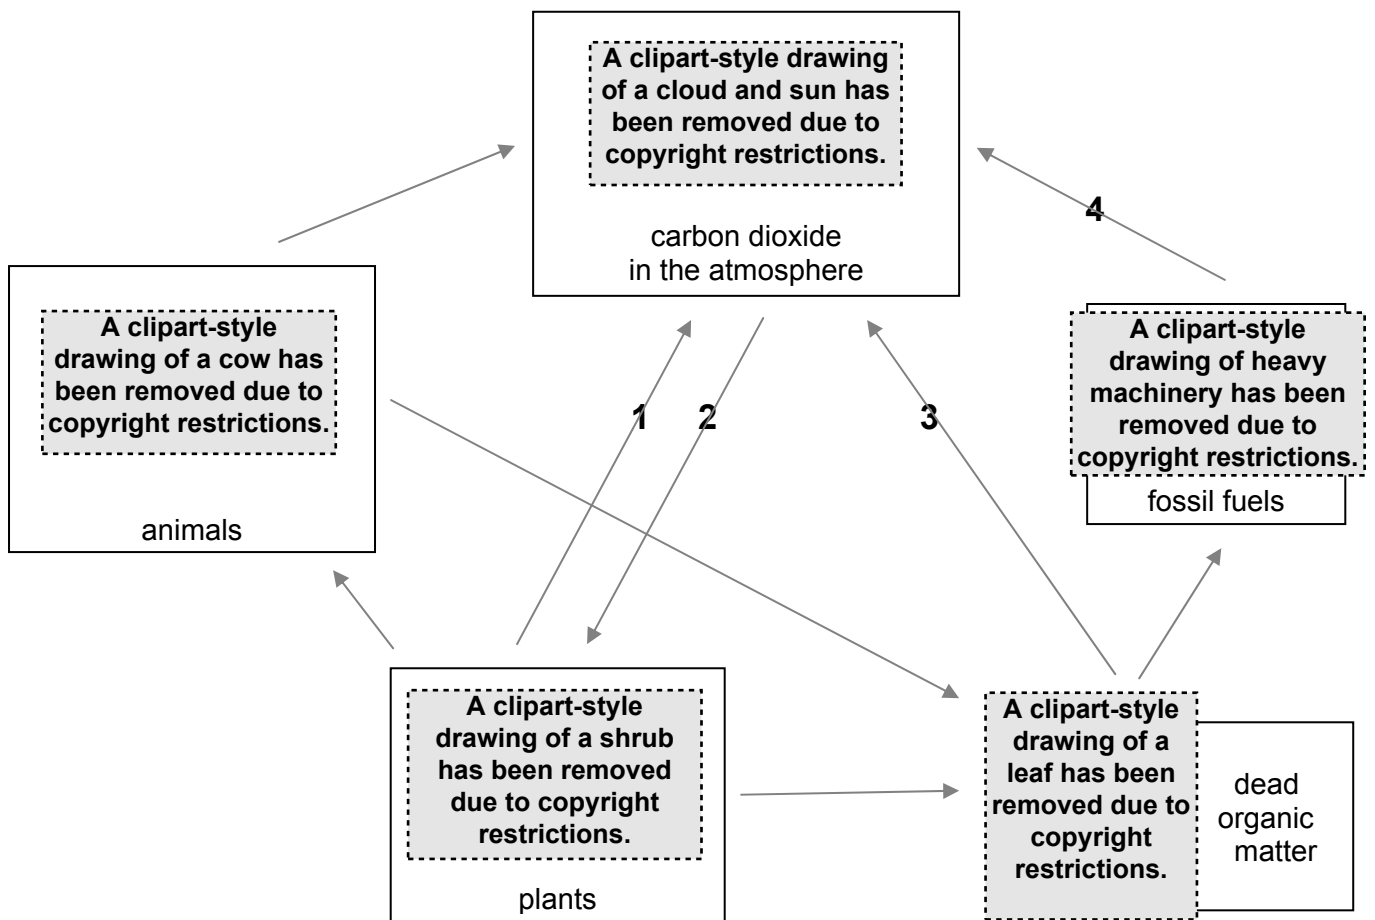 A clipart-style drawing
of a cloud and sun has
been removed due to
copyright restrictions.
carbon dioxide
in the atmosphere
4
A clipart-style
drawing of a cow has
been removed due to
copyright restrictions.
animals
A clipart-style
drawing of heavy
machinery has been
removed due to
copyright restrictions.
fossil fuels
1
2
3
A clipart-style
drawing of a shrub
has been removed
due to copyright
restrictions.
plants
A clipart-style
drawing of a
leaf has been
removed due to
copyright
restrictions.
dead
organic
matter